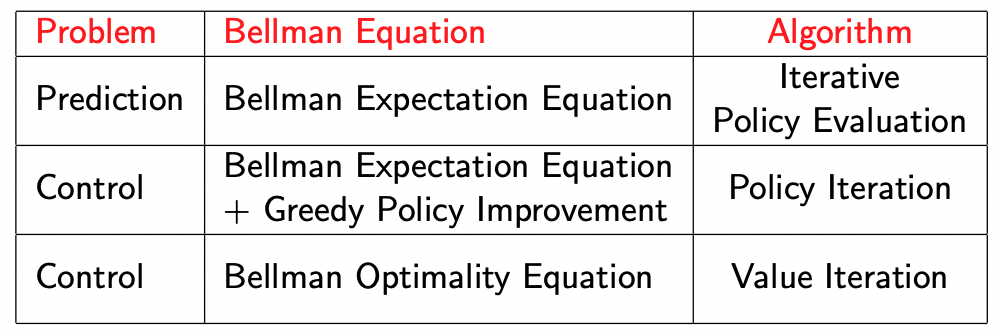 Problem Bellman Equation Algorithm
Prediction Bellman Expectation Equation Iterative
Policy Evaluation
Control Bellman Expectation Equation
+ Greedy Policy Improvement Policy Iteration
Control Bellman Optimality Equation Value Iteration